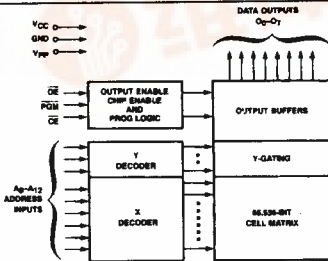 VCC
GND
VPP
DATA OUTPUTS
O0–O7
OE
PGM
CE
OUTPUT ENABLE
CHIP ENABLE
AND
PROG LOGIC
OUTPUT BUFFERS
A0–A12
ADDRESS
INPUTS
Y
DECODER
Y-GATING
X
DECODER
65,536-BIT
CELL MATRIX